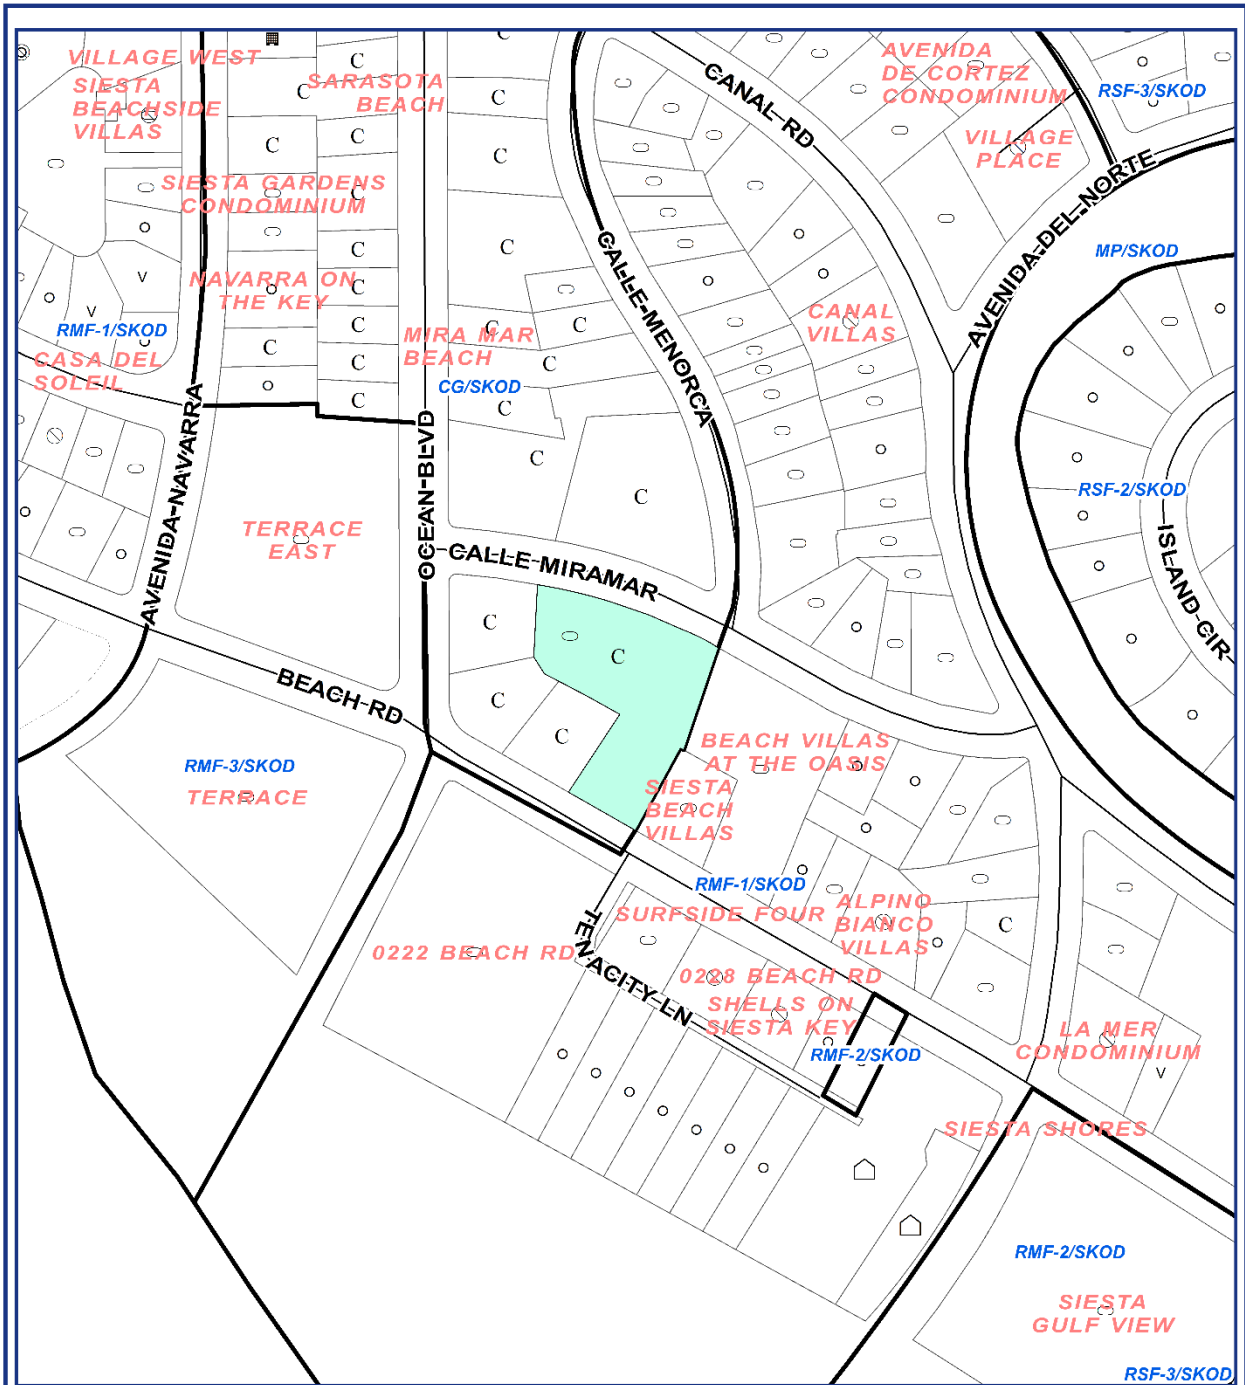 VILLAGE WEST
SIESTA
BEACHSIDE
VILLAS
SARASOTA
BEACH
C
C
C
C
C
C
C
C
CANAL RD
AVENIDA
DE CORTEZ
CONDOMINIUM
RSF-3/SKOD
VILLAGE
PLACE
SIESTA GARDENS
CONDOMINIUM
C
AVENIDA-DEL-NORTE
MP/SKOD
C
C
CALLE-MENORCA
NAVARRA ON
THE KEY
C
V
V
RMF-1/SKOD
CASA DEL
SOLEIL
C
C
C
C
MIRA MAR
BEACH
C
C
C
CG/SKOD
C
CANAL
VILLAS
AVENIDA-NAVARRA
OCEAN-BLVD
C
C
RSF-2/SKOD
ISLAND-CIR
TERRACE
EAST
CALLE-MIRAMAR
C
C
C
C
BEACH-RD
RMF-3/SKOD
TERRACE
BEACH VILLAS
AT THE OASIS
SIESTA
BEACH
VILLAS
RMF-1/SKOD
SURFSIDE FOUR
ALPINO
BIANCO
VILLAS
C
0222 BEACH RD
TENACITY-LN
0228 BEACH RD
SHELLS ON
SIESTA KEY
RMF-2/SKOD
LA MER
CONDOMINIUM
V
SIESTA SHORES
RMF-2/SKOD
SIESTA
GULF VIEW
RSF-3/SKOD